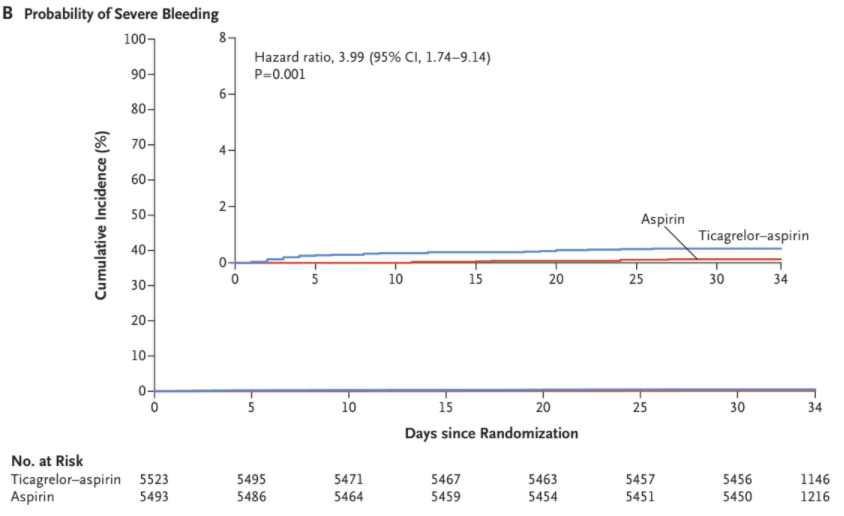 B Probability of Severe Bleeding
Cumulative Incidence (%)
100
90
80
70
60
50
40
30
20
10
0
8
6
4
2
0
Hazard ratio, 3.99 (95% CI, 1.74–9.14)
P=0.001
Aspirin
Ticagrelor–aspirin
0 5 10 15 20 25 30 34
0 5 10 15 20 25 30 34
Days since Randomization
No. at Risk
Ticagrelor–aspirin 5523 5495 5471 5467 5463 5457 5456 1146
Aspirin 5493 5486 5464 5459 5454 5451 5450 1216